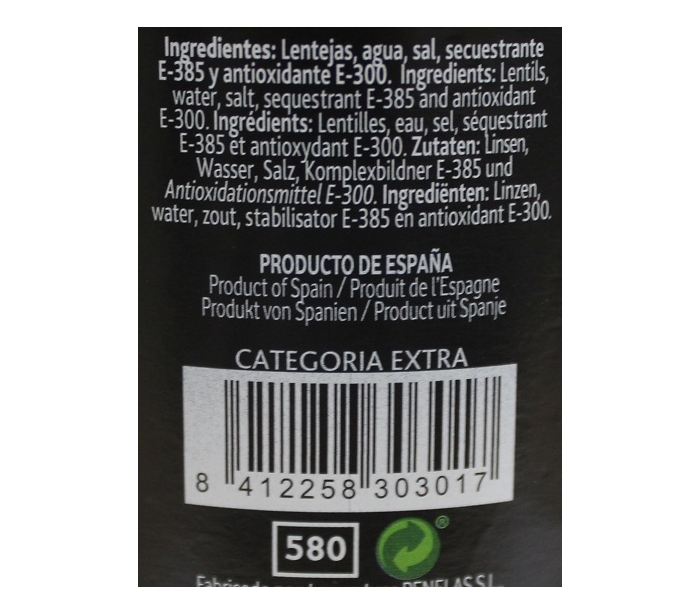 Ingredientes: Lentejas, agua, sal, secuestrante
E-385 y antioxidante E-300. Ingredients: Lentils,
water, salt, sequestrant E-385 and antioxidant
E-300. Ingrédients: Lentilles, eau, sel, séquestrant
E-385 et antioxydant E-300. Zutaten: Linsen,
Wasser, Salz, Komplexbildner E-385 und
Antioxidationsmittel E-300. Ingrediënten: Linzen,
water, zout, stabilisator E-385 en antioxidant E-300.
PRODUCTO DE ESPAÑA
Product of Spain / Produit de l'Espagne
Produkt von Spanien / Product uit Spanje
CATEGORIA EXTRA
8 412258 303017
580
®